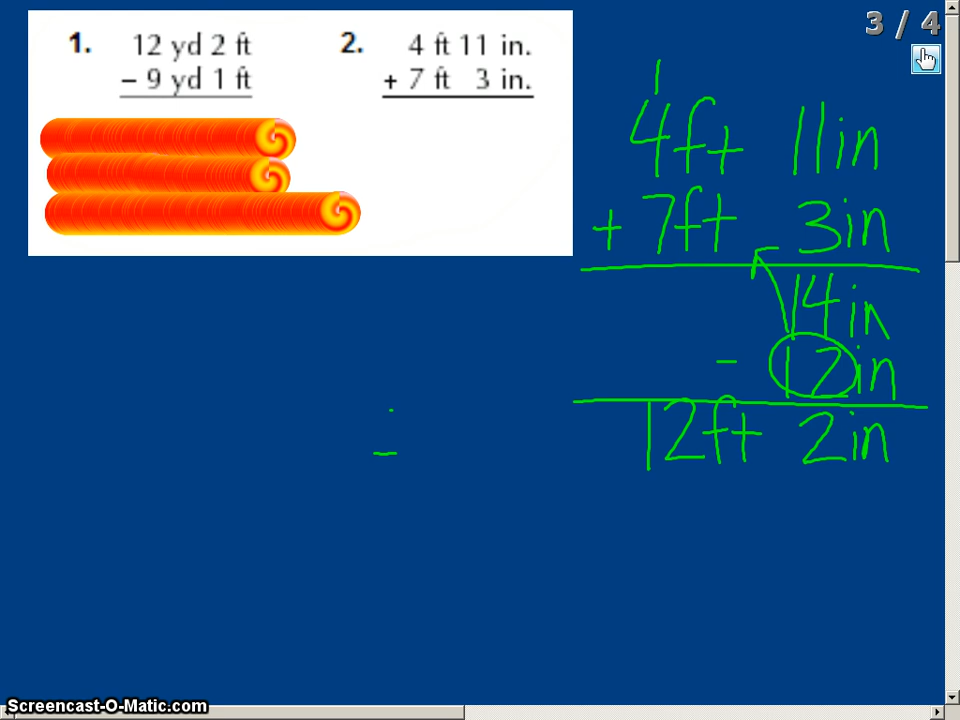 3 / 4
1. 12 yd 2 ft
− 9 yd 1 ft
2. 4 ft 11 in.
+ 7 ft 3 in.
1
4ft 11in
+ 7ft 3in
14in
- 12in
12ft 2in
-
Screencast-O-Matic.com